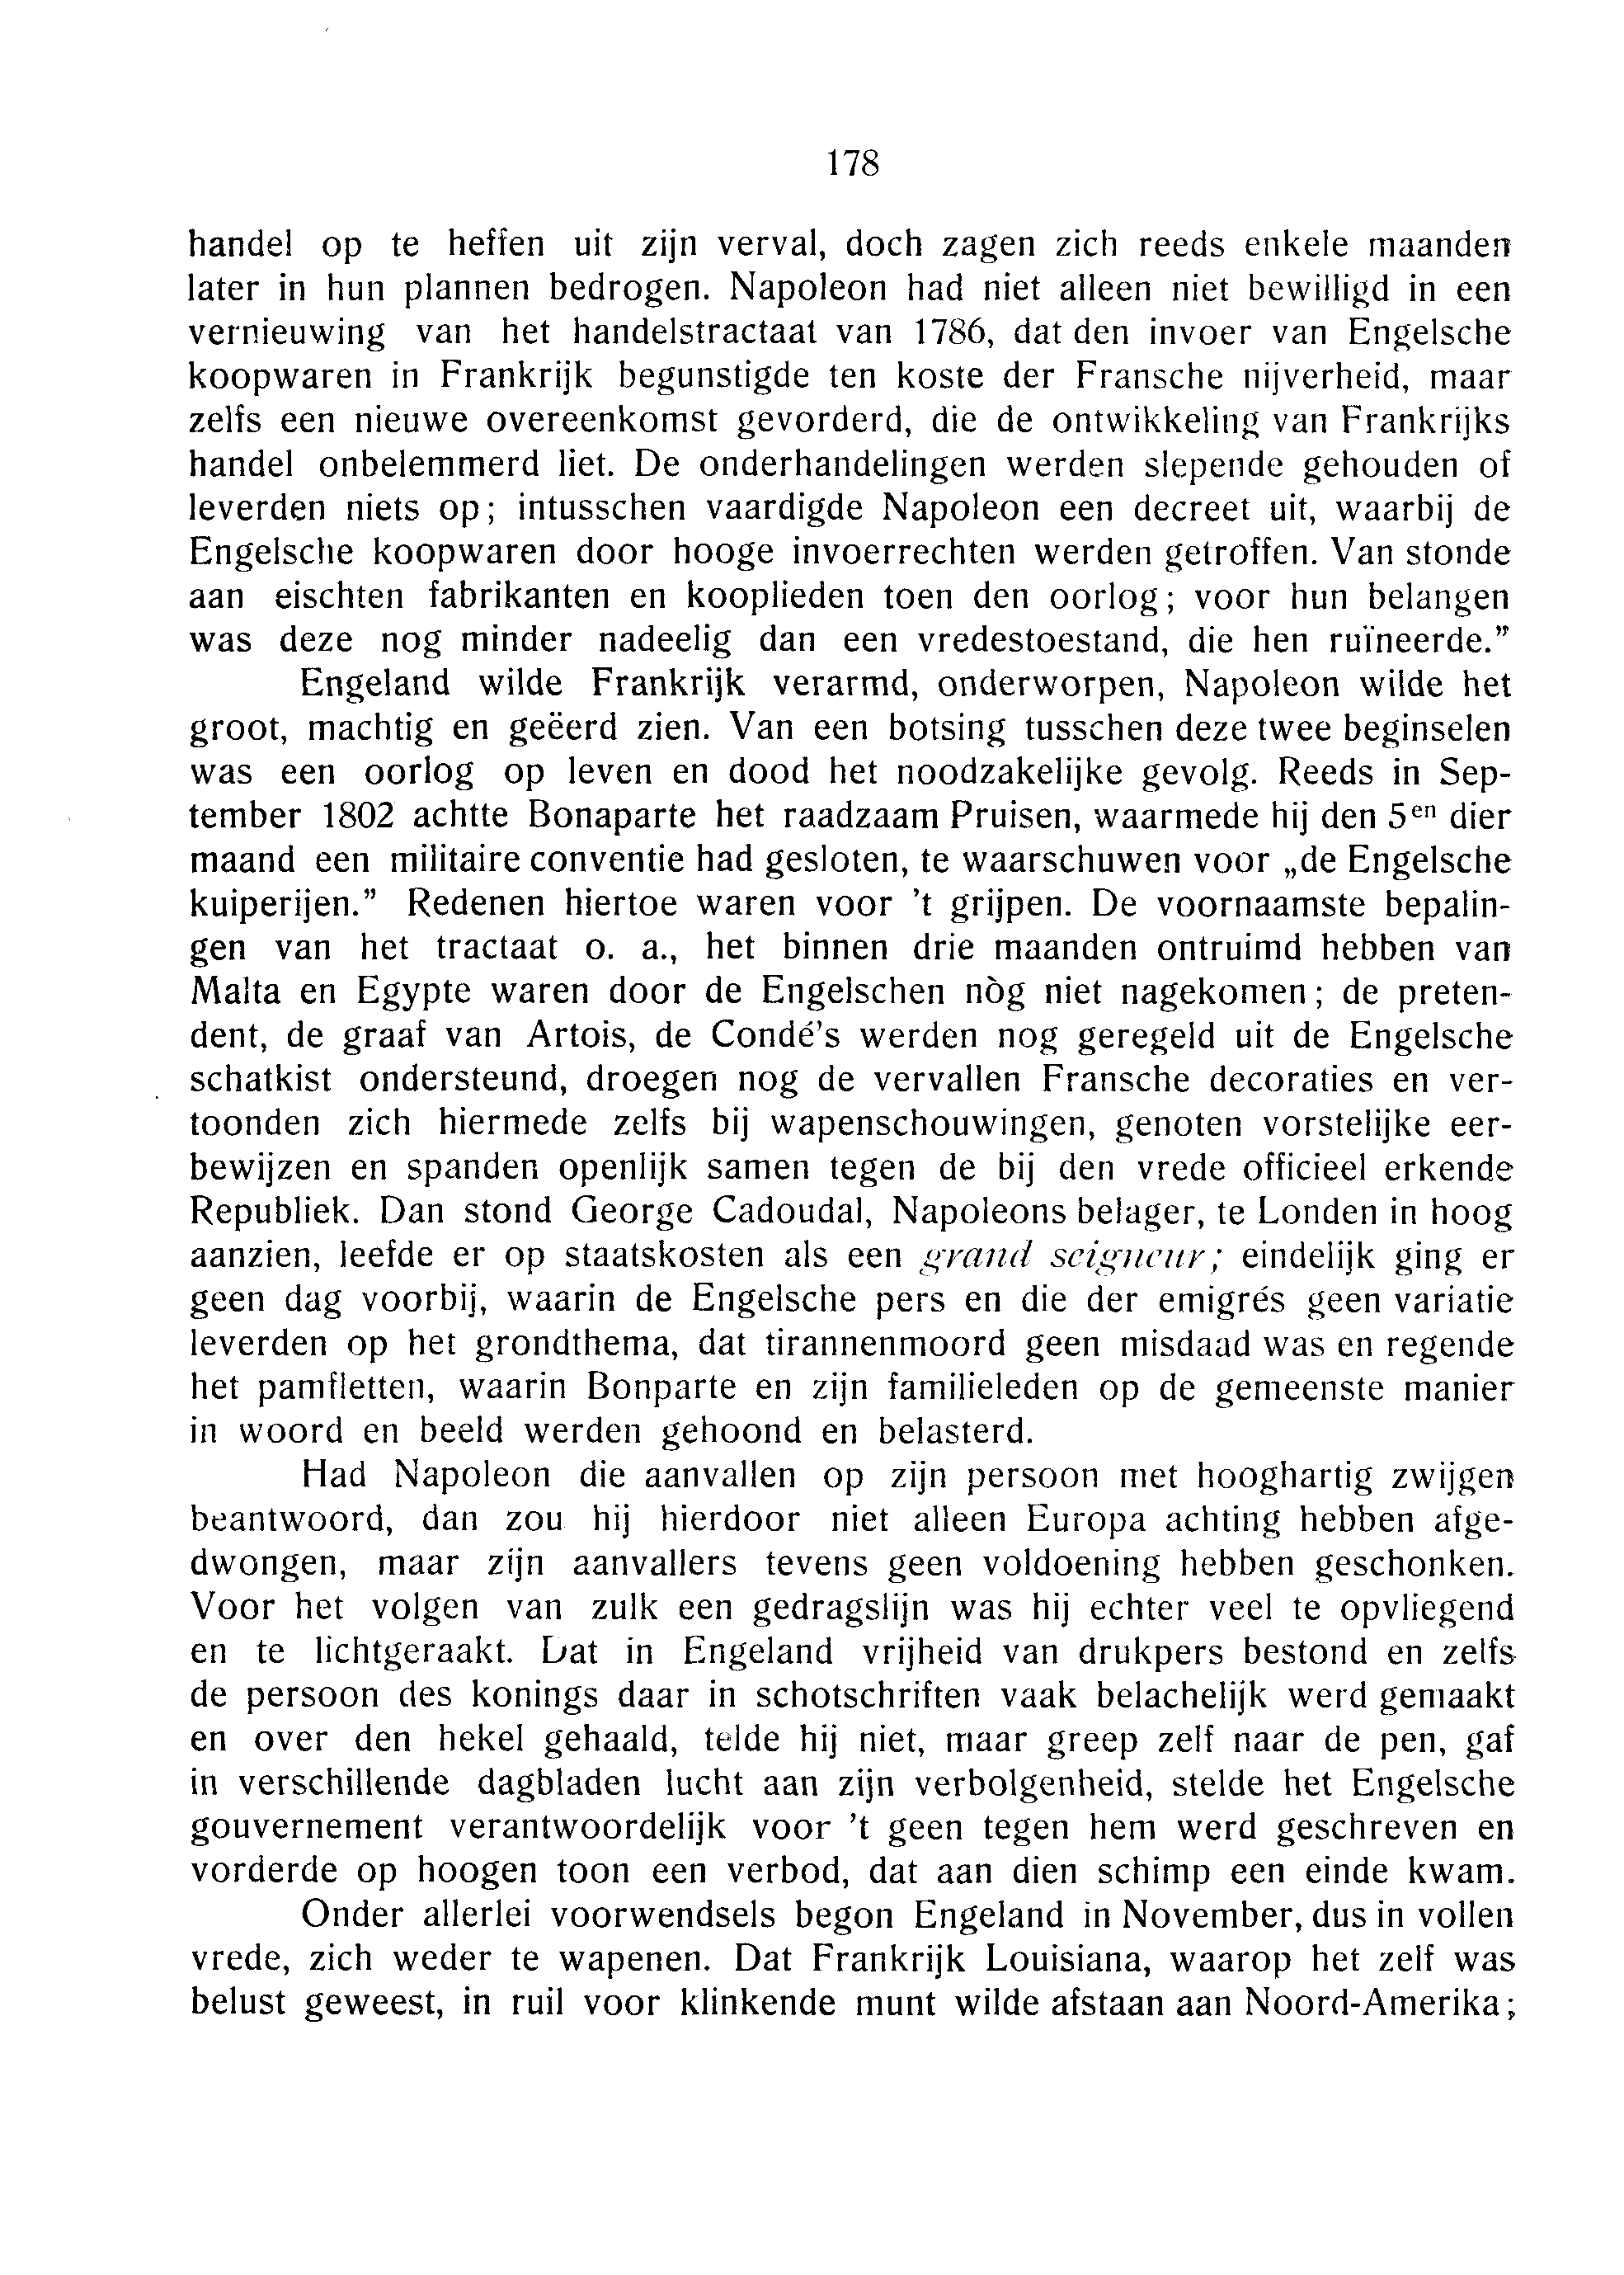 178
handel op te heffen uit zijn verval, doch zagen zich reeds enkele maanden
later in hun plannen bedrogen. Napoleon had niet alleen niet bewilligd in een
vernieuwing van het handelstractaat van 1786, dat den invoer van Engelsche
koopwaren in Frankrijk begunstigde ten koste der Fransche nijverheid, maar
zelfs een nieuwe overeenkomst gevorderd, die de ontwikkeling van Frankrijks
handel onbelemmerd liet. De onderhandelingen werden slepende gehouden of
leverden niets op; intusschen vaardigde Napoleon een decreet uit, waarbij de
Engelsche koopwaren door hooge invoerrechten werden getroffen. Van stonde
aan eischten fabrikanten en kooplieden toen den oorlog; voor hun belangen
was deze nog minder nadeelig dan een vredestoestand, die hen ruïneerde.”
Engeland wilde Frankrijk verarmd, onderworpen, Napoleon wilde het
groot, machtig en geëerd zien. Van een botsing tusschen deze twee beginselen
was een oorlog op leven en dood het noodzakelijke gevolg. Reeds in Sep-
tember 1802 achtte Bonaparte het raadzaam Pruisen, waarmede hij den 5en dier
maand een militaire conventie had gesloten, te waarschuwen voor „de Engelsche
kuiperijen.” Redenen hiertoe waren voor ’t grijpen. De voornaamste bepalin-
gen van het tractaat o. a., het binnen drie maanden ontruimd hebben van
Malta en Egypte waren door de Engelschen nòg niet nagekomen; de preten-
dent, de graaf van Artois, de Condé’s werden nog geregeld uit de Engelsche
schatkist ondersteund, droegen nog de vervallen Fransche decoraties en ver-
toonden zich hiermede zelfs bij wapenschouwingen, genoten vorstelijke eer-
bewijzen en spanden openlijk samen tegen de bij den vrede officieel erkende
Republiek. Dan stond George Cadoudal, Napoleons belager, te Londen in hoog
aanzien, leefde er op staatskosten als een grand seigneur; eindelijk ging er
geen dag voorbij, waarin de Engelsche pers en die der emigrés geen variatie
leverden op het grondthema, dat tirannenmoord geen misdaad was en regende
het pamfletten, waarin Bonparte en zijn familieleden op de gemeenste manier
in woord en beeld werden gehoond en belasterd.
Had Napoleon die aanvallen op zijn persoon met hooghartig zwijgen
beantwoord, dan zou hij hierdoor niet alleen Europa achting hebben afge-
dwongen, maar zijn aanvallers tevens geen voldoening hebben geschonken.
Voor het volgen van zulk een gedragslijn was hij echter veel te opvliegend
en te lichtgeraakt. Dat in Engeland vrijheid van drukpers bestond en zelfs
de persoon des konings daar in schotschriften vaak belachelijk werd gemaakt
en over den hekel gehaald, telde hij niet, maar greep zelf naar de pen, gaf
in verschillende dagbladen lucht aan zijn verbolgenheid, stelde het Engelsche
gouvernement verantwoordelijk voor ’t geen tegen hem werd geschreven en
vorderde op hoogen toon een verbod, dat aan dien schimp een einde kwam.
Onder allerlei voorwendsels begon Engeland in November, dus in vollen
vrede, zich weder te wapenen. Dat Frankrijk Louisiana, waarop het zelf was
belust geweest, in ruil voor klinkende munt wilde afstaan aan Noord-Amerika;